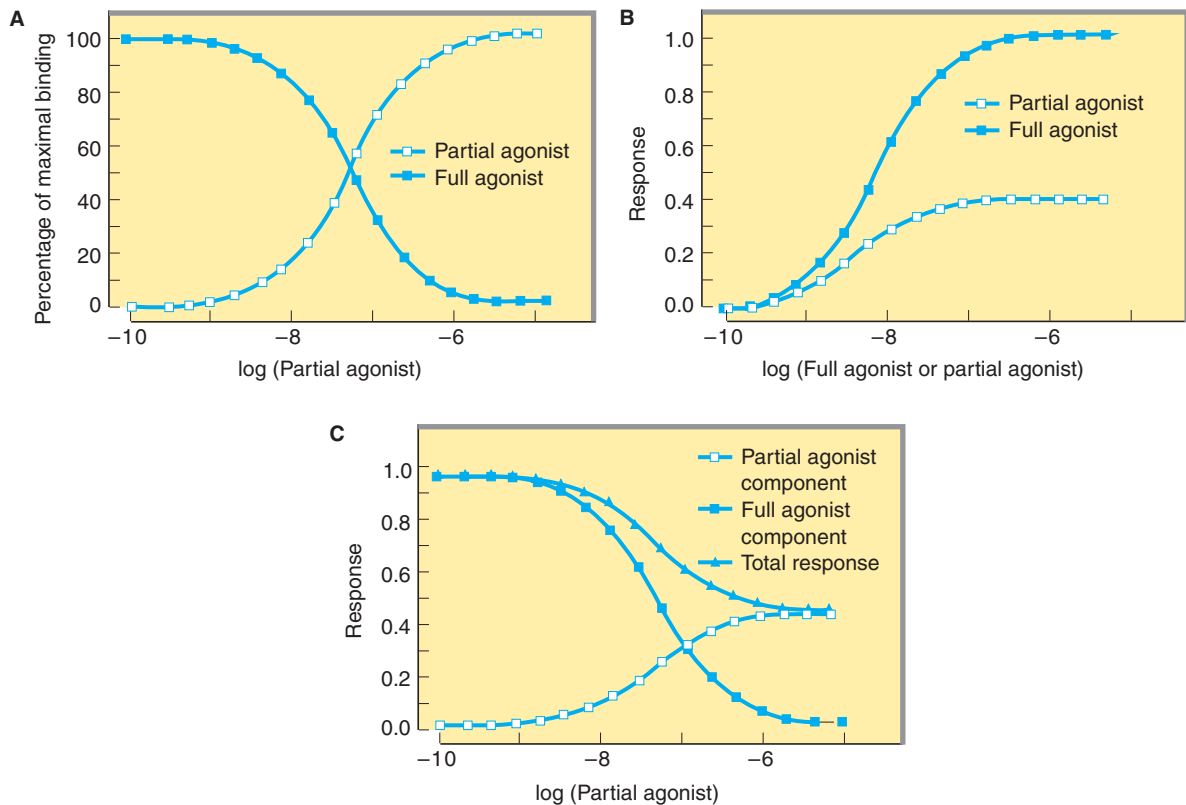 A
Percentage of maximal binding
100
80
60
40
20
0
Partial agonist
Full agonist
–10
–8
–6
log (Partial agonist)
B
Response
1.0
0.8
0.6
0.4
0.2
0.0
Partial agonist
Full agonist
–10
–8
–6
log (Full agonist or partial agonist)
C
Response
1.0
0.8
0.6
0.4
0.2
0.0
Partial agonist
component
Full agonist
component
Total response
–10
–8
–6
log (Partial agonist)